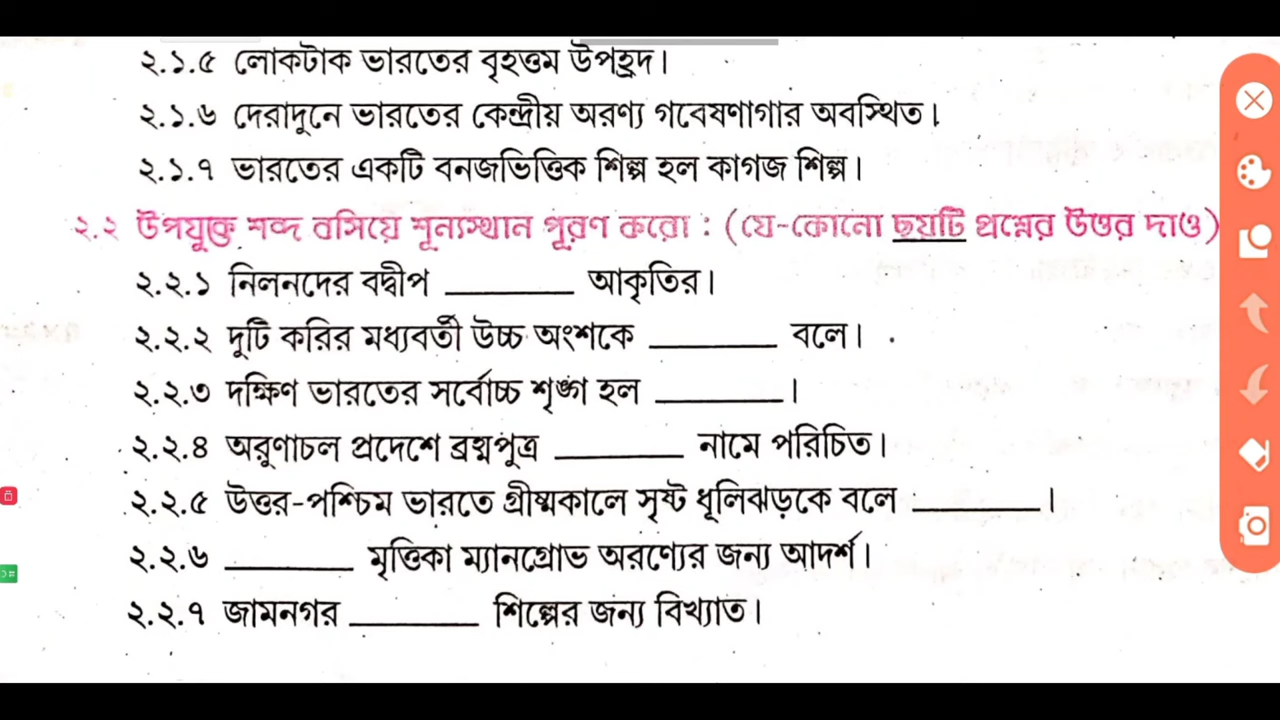 ২.১.৫ লোকটাক ভারতের বৃহত্তম উপহ্রদ।
২.১.৬ দেরাদুনে ভারতের কেন্দ্রীয় অরণ্য গবেষণাগার অবস্থিত।
২.১.৭ ভারতের একটি বনজভিত্তিক শিল্প হল কাগজ শিল্প।
২.২ উপযুক্ত শব্দ বসিয়ে শূন্যস্থান পূরণ করো : (যে-কোনো ছয়টি প্রশ্নের উত্তর দাও)
২.২.১ নিলনদের বদ্বীপ ________ আকৃতির।
২.২.২ দুটি করির মধ্যবর্তী উচ্চ অংশকে ________ বলে।
২.২.৩ দক্ষিণ ভারতের সর্বোচ্চ শৃঙ্গ হল ________।
২.২.৪ অরুণাচল প্রদেশে ব্রহ্মপুত্র ________ নামে পরিচিত।
২.২.৫ উত্তর-পশ্চিম ভারতে গ্রীষ্মকালে সৃষ্ট ধূলিঝড়কে বলে ________।
২.২.৬ ________ মৃত্তিকা ম্যানগ্রোভ অরণ্যের জন্য আদর্শ।
২.২.৭ জামনগর ________ শিল্পের জন্য বিখ্যাত।